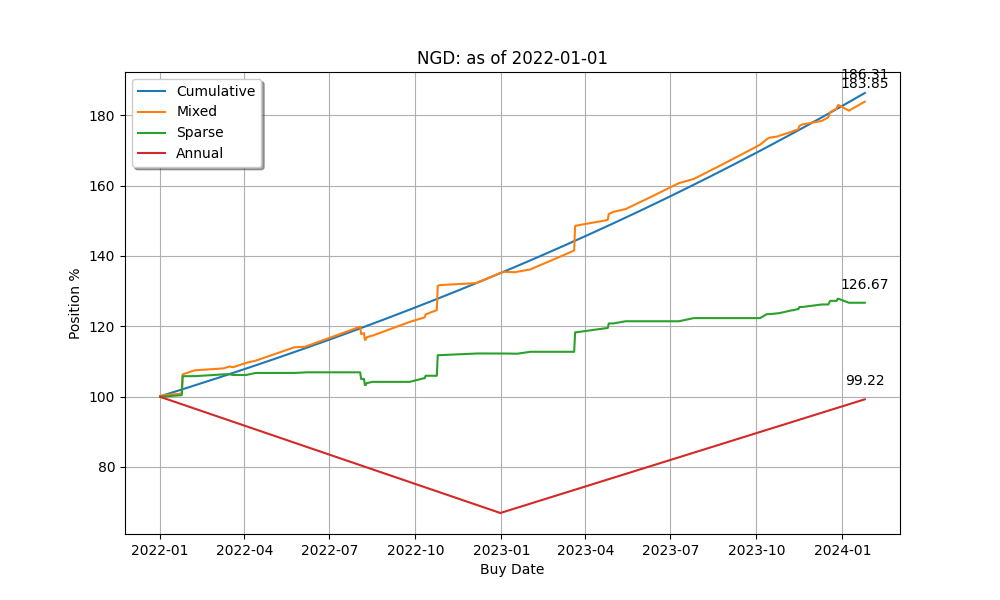 NGD: as of 2022-01-01
Cumulative
Mixed
Sparse
Annual
186.31
183.85
126.67
99.22
180
160
140
120
100
80
Position %
2022-01 2022-04 2022-07 2022-10 2023-01 2023-04 2023-07 2023-10 2024-01
Buy Date